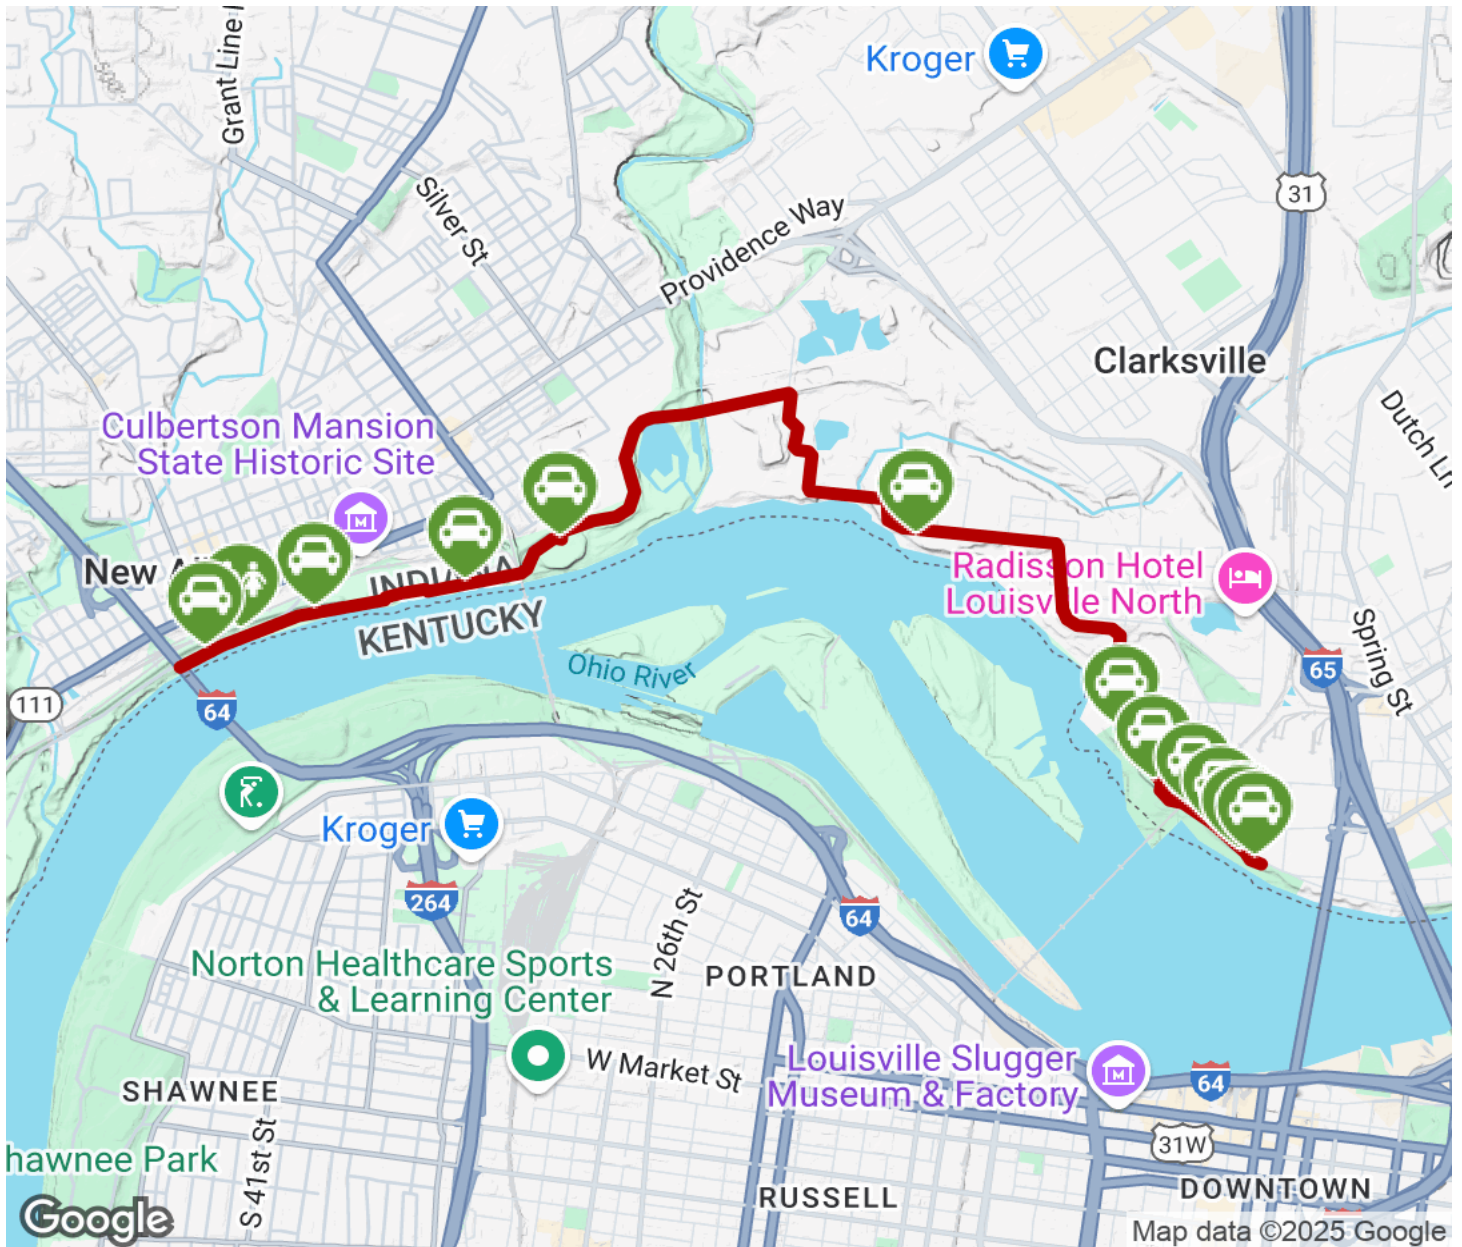 Grant Line
Kroger
31
Silver St
Providence Way
Clarksville
Dutch Ln
Culbertson Mansion
State Historic Site
New Al
INDIANA
KENTUCKY
Radisson Hotel
Louisville North
Ohio River
Spring St
65
111
64
Kroger
264
64
N 26th St
Norton Healthcare Sports
& Learning Center
PORTLAND
W Market St
Louisville Slugger
Museum & Factory
64
SHAWNEE
31W
hawnee Park
S 41st St
RUSSELL
DOWNTOWN
Google
Map data ©2025 Google